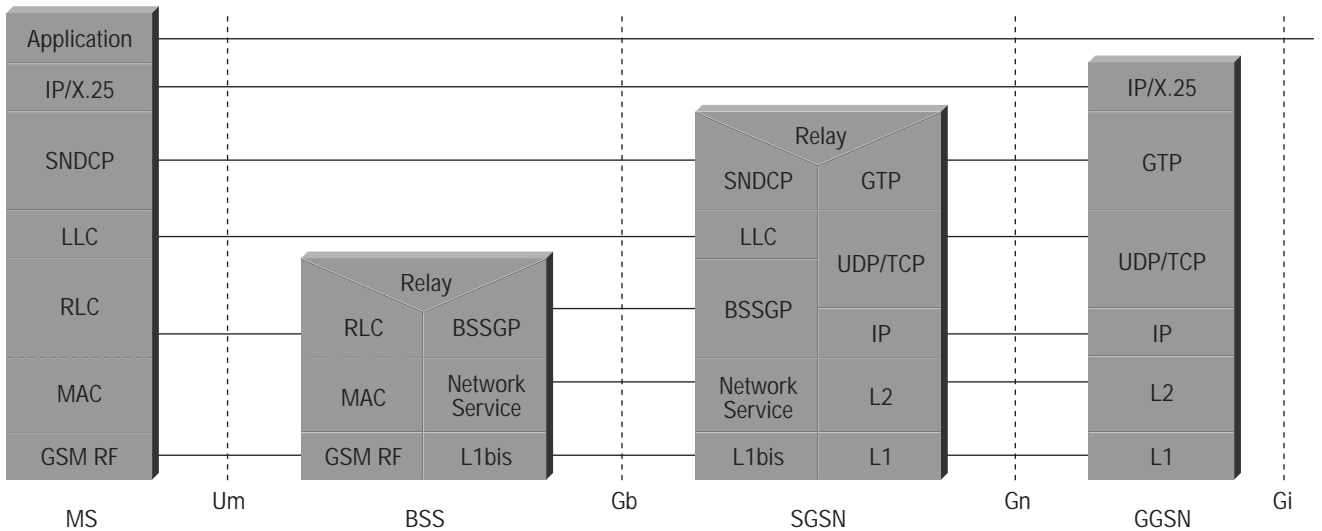 Application
IP/X.25
SNDCP
LLC
RLC
MAC
GSM RF
MS
Um
Relay
RLC BSSGP
MAC Network
Service
GSM RF L1bis
BSS
Gb
Relay
SNDCP GTP
LLC
UDP/TCP
BSSGP
IP
Network
Service
L2
L1bis L1
SGSN
Gn
IP/X.25
GTP
UDP/TCP
IP
L2
L1
GGSN
Gi